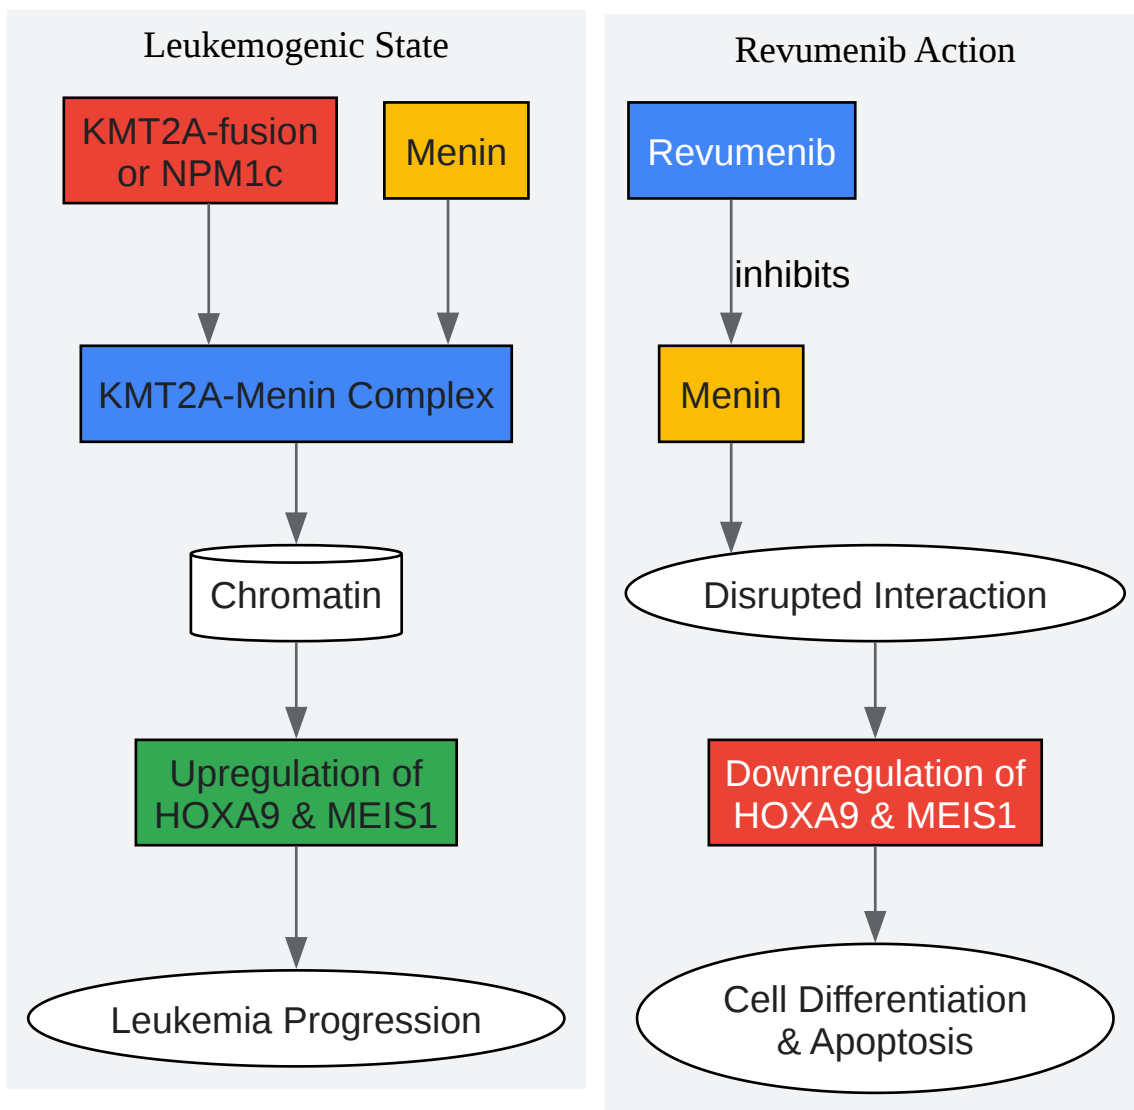 Leukemogenic State
KMT2A-fusion
or NPM1c
Menin
KMT2A-Menin Complex
Chromatin
Upregulation of
HOXA9 & MEIS1
Leukemia Progression
Revumenib Action
Revumenib
inhibits
Menin
Disrupted Interaction
Downregulation of
HOXA9 & MEIS1
Cell Differentiation
& Apoptosis